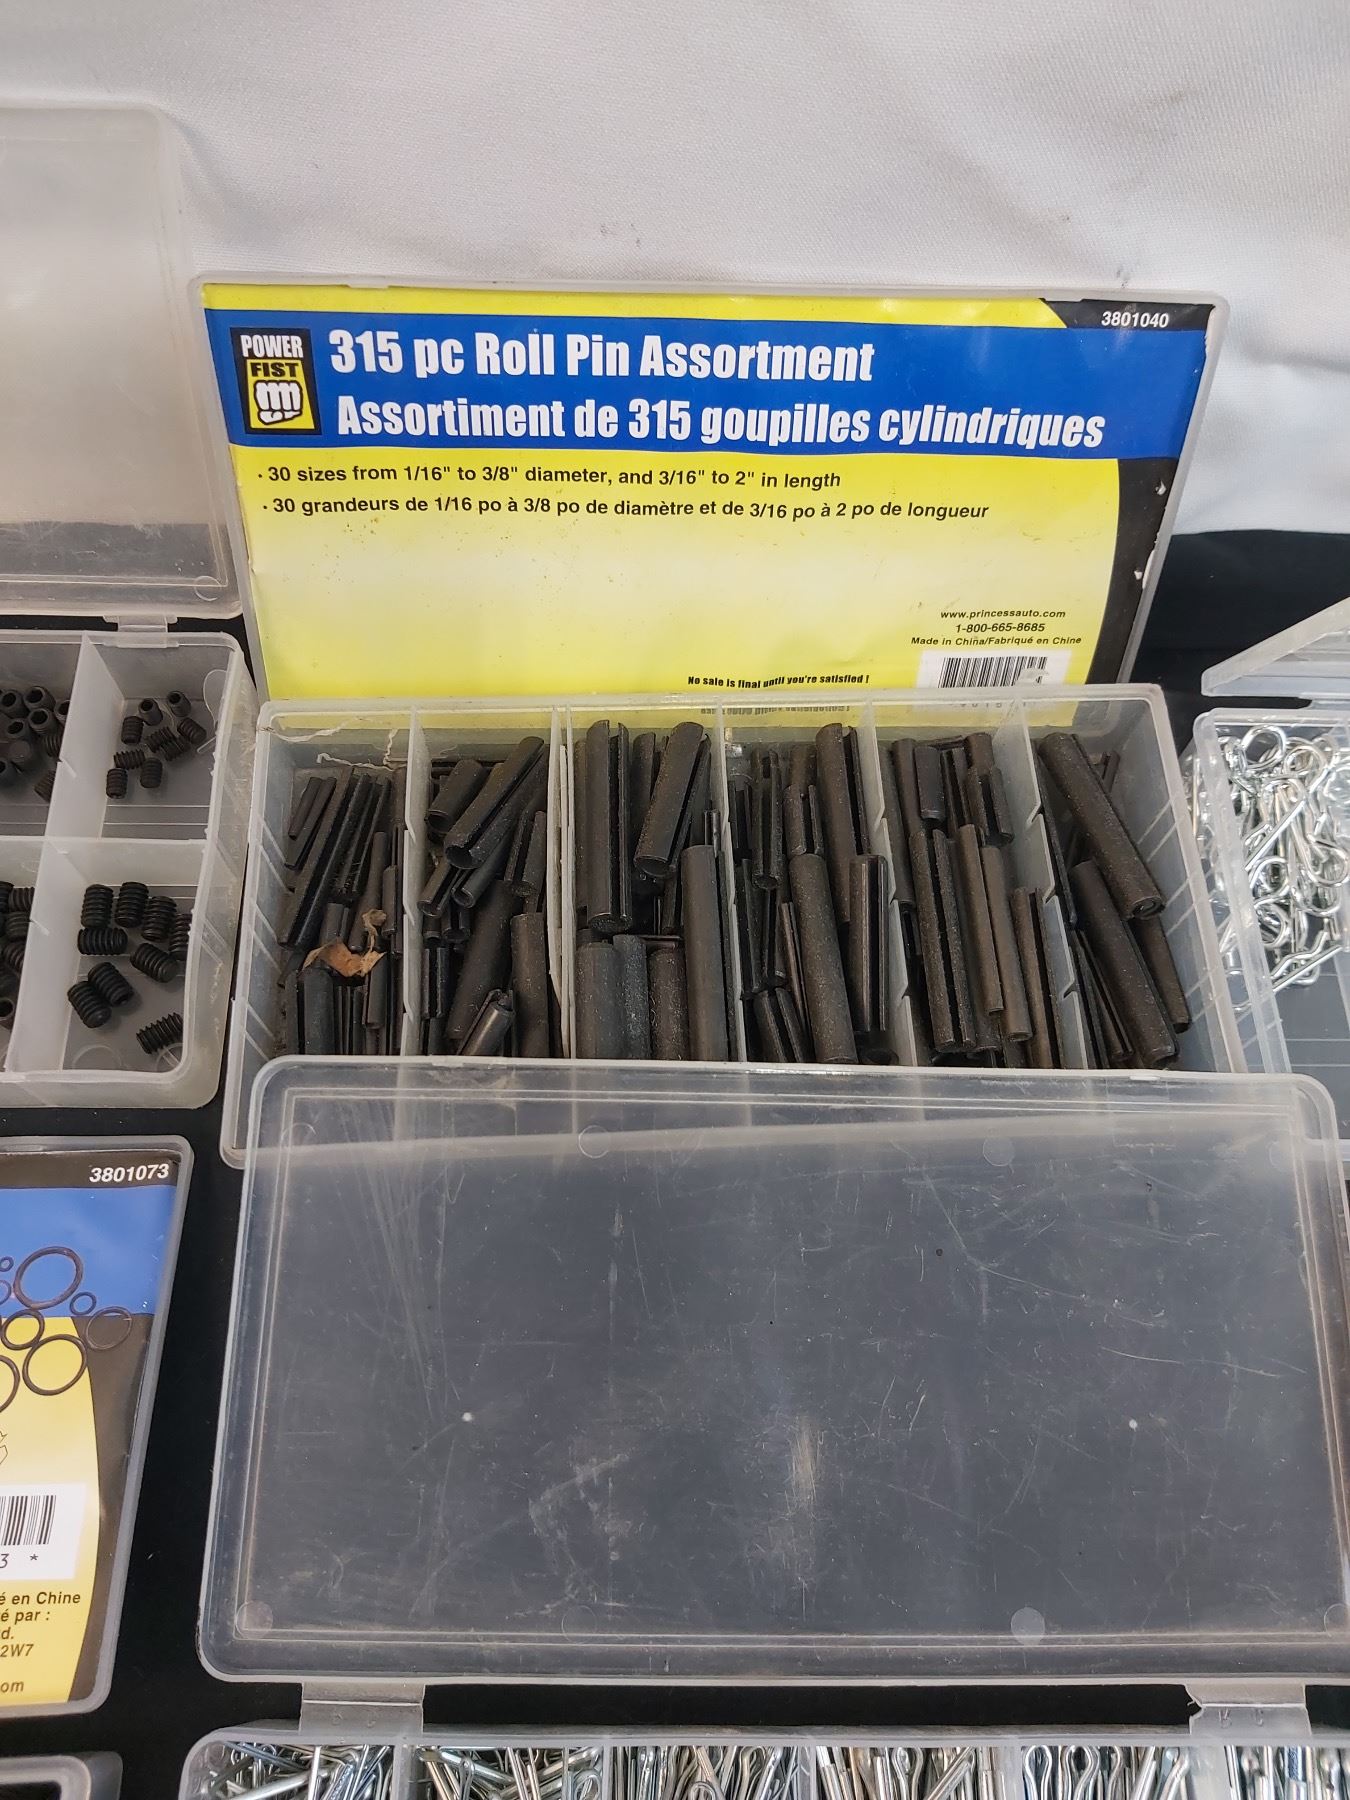 3801040
POWER
FIST
315 pc Roll Pin Assortment
Assortiment de 315 goupilles cylindriques
· 30 sizes from 1/16" to 3/8" diameter, and 3/16" to 2" in length
· 30 grandeurs de 1/16 po à 3/8 po de diamètre et de 3/16 po à 2 po de longueur
www.princessauto.com
1-800-665-8685
Made in China/Fabriqué en Chine
No sale is final until you're satisfied !
3801073
3 *
é en Chine
é par :
d.
2W7
om